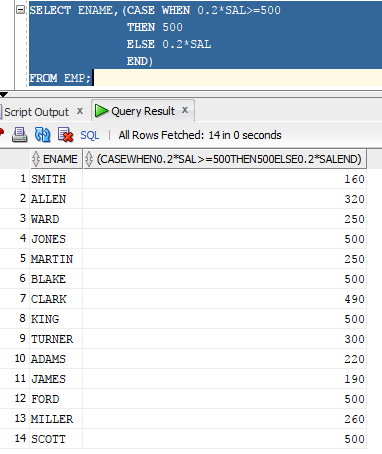 SELECT ENAME,(CASE WHEN 0.2*SAL>=500
THEN 500
ELSE 0.2*SAL
END)
FROM EMP;
Script Output x Query Result x
SQL | All Rows Fetched: 14 in 0 seconds
ENAME (CASEWHEN0.2*SAL>=500THEN500ELSE0.2*SALEND)
1 SMITH 160
2 ALLEN 320
3 WARD 250
4 JONES 500
5 MARTIN 250
6 BLAKE 500
7 CLARK 490
8 KING 500
9 TURNER 300
10 ADAMS 220
11 JAMES 190
12 FORD 500
13 MILLER 260
14 SCOTT 500